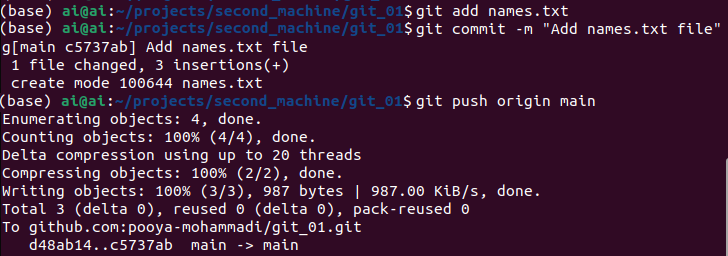 (base) ai@ai:~/projects/second_machine/git_01$ git add names.txt
(base) ai@ai:~/projects/second_machine/git_01$ git commit -m "Add names.txt file"
g[main c5737ab] Add names.txt file
 1 file changed, 3 insertions(+)
 create mode 100644 names.txt
(base) ai@ai:~/projects/second_machine/git_01$ git push origin main
Enumerating objects: 4, done.
Counting objects: 100% (4/4), done.
Delta compression using up to 20 threads
Compressing objects: 100% (2/2), done.
Writing objects: 100% (3/3), 987 bytes | 987.00 KiB/s, done.
Total 3 (delta 0), reused 0 (delta 0), pack-reused 0
To github.com:pooya-mohammadi/git_01.git
   d48ab14..c5737ab  main -> main